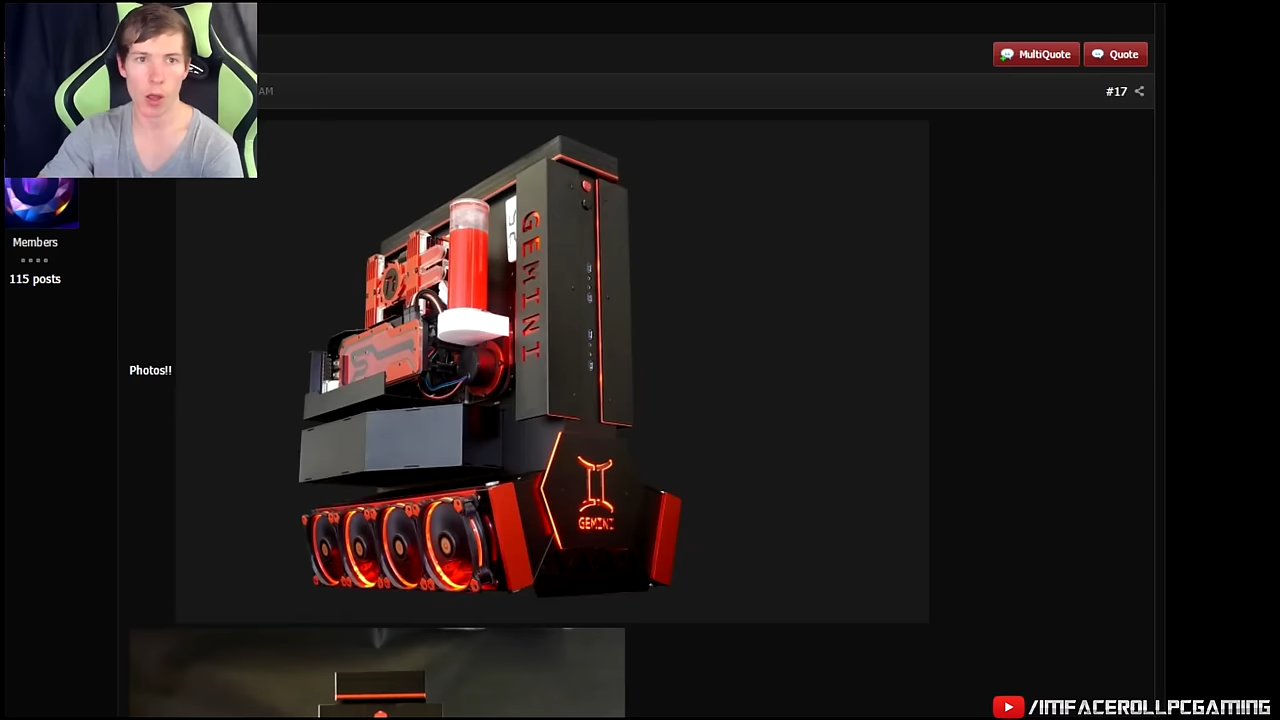 MultiQuote
Quote
AM
#17
Members
115 posts
Photos!!
GEMINI
GEMINI
/IMFACEROLLPCGAMING